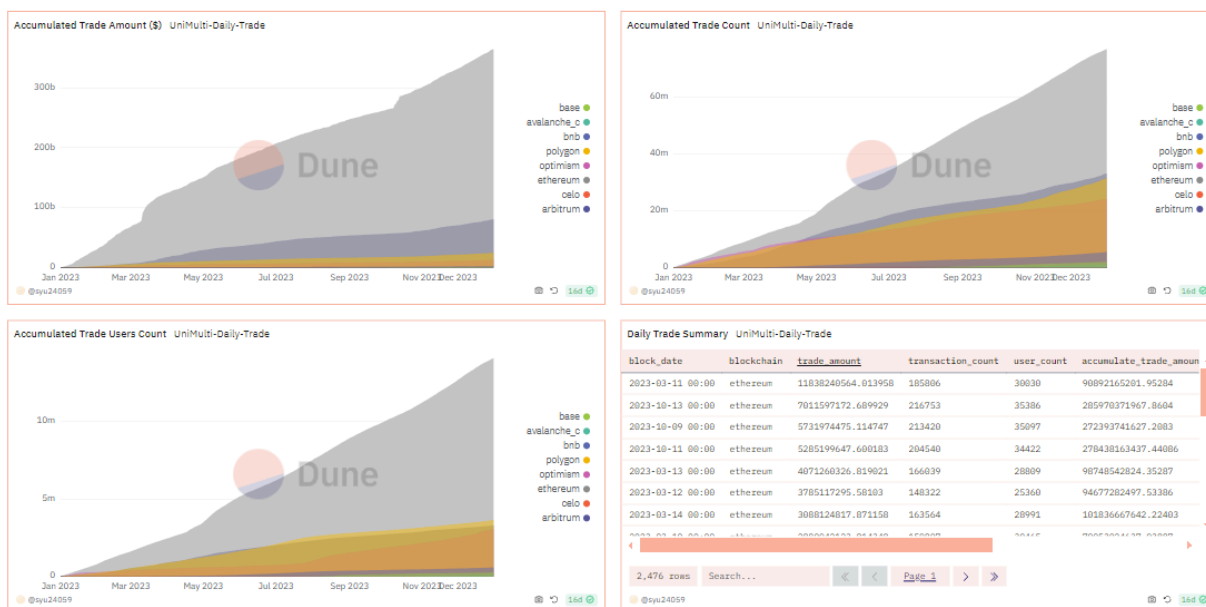 Accumulated Trade Amount ($) UniMulti-Daily-Trade
300b
200b
100b
0
Jan 2023 Mar 2023 May 2023 Jul 2023 Sep 2023 Nov 2023 Dec 2023
Dune
base
avalanche_c
bnb
polygon
optimism
ethereum
celo
arbitrum
@syu24059
16d
Accumulated Trade Count UniMulti-Daily-Trade
60m
40m
20m
0
Jan 2023 Mar 2023 May 2023 Jul 2023 Sep 2023 Nov 2023 Dec 2023
Dune
base
avalanche_c
bnb
polygon
optimism
ethereum
celo
arbitrum
@syu24059
16d
Accumulated Trade Users Count UniMulti-Daily-Trade
10m
5m
0
Jan 2023 Mar 2023 May 2023 Jul 2023 Sep 2023 Nov 2023 Dec 2023
Dune
base
avalanche_c
bnb
polygon
optimism
ethereum
celo
arbitrum
@syu24059
16d
Daily Trade Summary UniMulti-Daily-Trade
block_date blockchain trade_amount transaction_count user_count accumulate_trade_amoun
2023-03-11 00:00 ethereum 11838240564.013958 185806 30030 90892165201.95284
2023-10-13 00:00 ethereum 7011597172.689929 216753 35386 285970371967.8604
2023-10-09 00:00 ethereum 5731974475.114747 213420 35097 272393741627.2083
2023-10-11 00:00 ethereum 5285199647.600183 204540 34422 278438163437.44086
2023-03-13 00:00 ethereum 4071260326.819021 166039 28809 98748542824.35287
2023-03-12 00:00 ethereum 3785117295.58103 148322 25360 94677282497.53386
2023-03-14 00:00 ethereum 3088124817.871158 163564 28991 101836667642.22403
2,476 rows Search... Page 1
@syu24059
16d